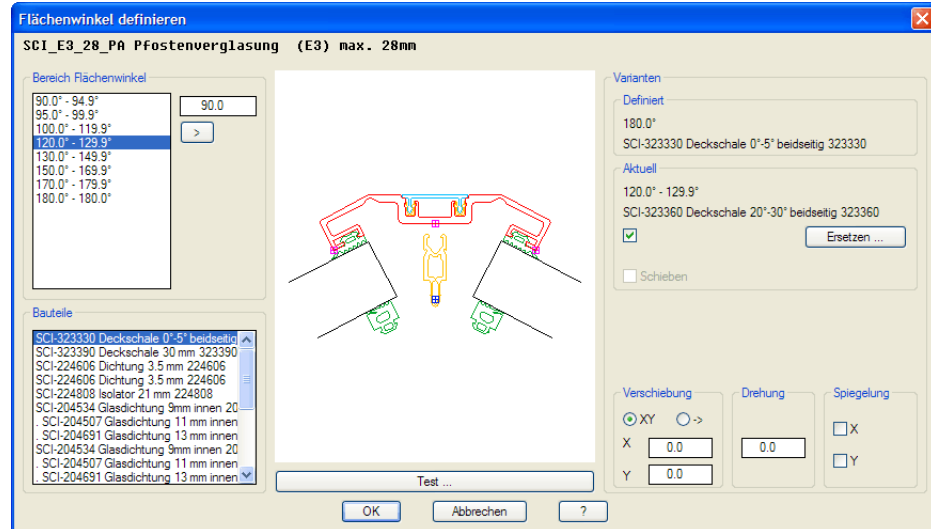 Flächenwinkel definieren
SCI_E3_28_PA Pfostenverglasung (E3) max. 28mm
Bereich Flächenwinkel
90.0° - 94.9°
95.0° - 99.9°
100.0° - 119.9°
120.0° - 129.9°
130.0° - 149.9°
150.0° - 169.9°
170.0° - 179.9°
180.0° - 180.0°
90.0
>
Bauteile
SCI-323330 Deckschale 0°-5° beidseitig
SCI-323390 Deckschale 30 mm 323390
SCI-224606 Dichtung 3.5 mm 224606
SCI-224606 Dichtung 3.5 mm 224606
SCI-224808 Isolator 21 mm 224808
SCI-204534 Glasdichtung 9mm innen 20
. SCI-204507 Glasdichtung 11 mm innen
. SCI-204691 Glasdichtung 13 mm innen
SCI-204534 Glasdichtung 9mm innen 20
. SCI-204507 Glasdichtung 11 mm innen
. SCI-204691 Glasdichtung 13 mm innen
Test ...
Varianten
Definiert
180.0°
SCI-323330 Deckschale 0°-5° beidseitig 323330
Aktuell
120.0° - 129.9°
SCI-323360 Deckschale 20°-30° beidseitig 323360
Ersetzen ...
Schieben
Verschiebung
XY ->
X 0.0
Y 0.0
Drehung
0.0
Spiegelung
X
Y
OK Abbrechen ?